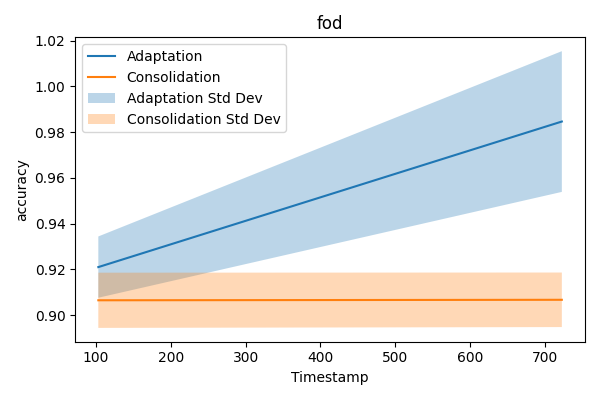 fod
1.02
1.00
0.98
0.96
0.94
0.92
0.90
accuracy
Adaptation
Consolidation
Adaptation Std Dev
Consolidation Std Dev
100 200 300 400 500 600 700
Timestamp